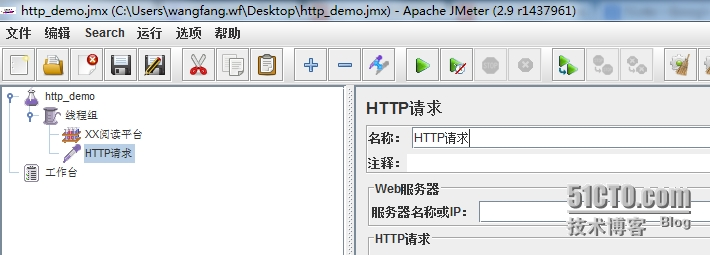 http_demo.jmx (C:\Users\wangfang.wf\Desktop\http_demo.jmx) - Apache JMeter (2.9 r1437961)
文件 编辑 Search 运行 选项 帮助
http_demo
线程组
XX阅读平台
HTTP请求
工作台
HTTP请求
名称： HTTP请求
注释：
Web服务器
服务器名称或IP：
HTTP请求
51CTO.com
技术博客 Blog